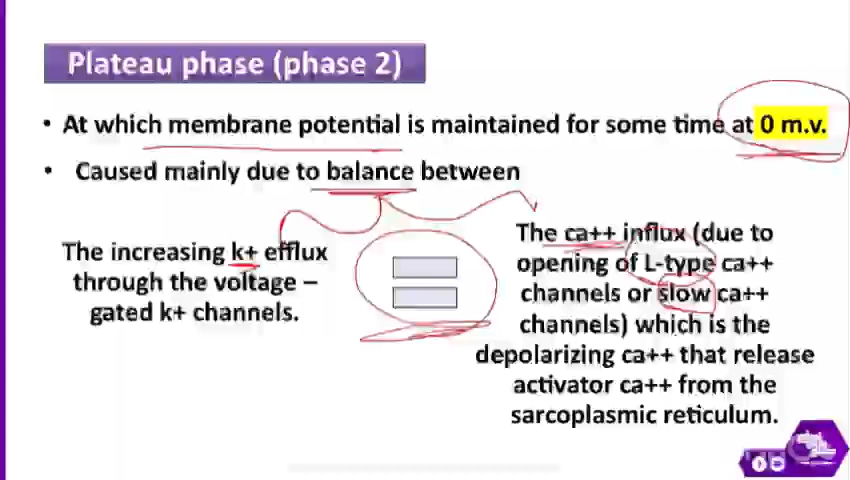 Plateau phase (phase 2)
• At which membrane potential is maintained for some time at 0 m.v.
• Caused mainly due to balance between
The increasing k+ efflux
through the voltage –
gated k+ channels.
The ca++ influx (due to
opening of L-type ca++
channels or slow ca++
channels) which is the
depolarizing ca++ that release
activator ca++ from the
sarcoplasmic reticulum.